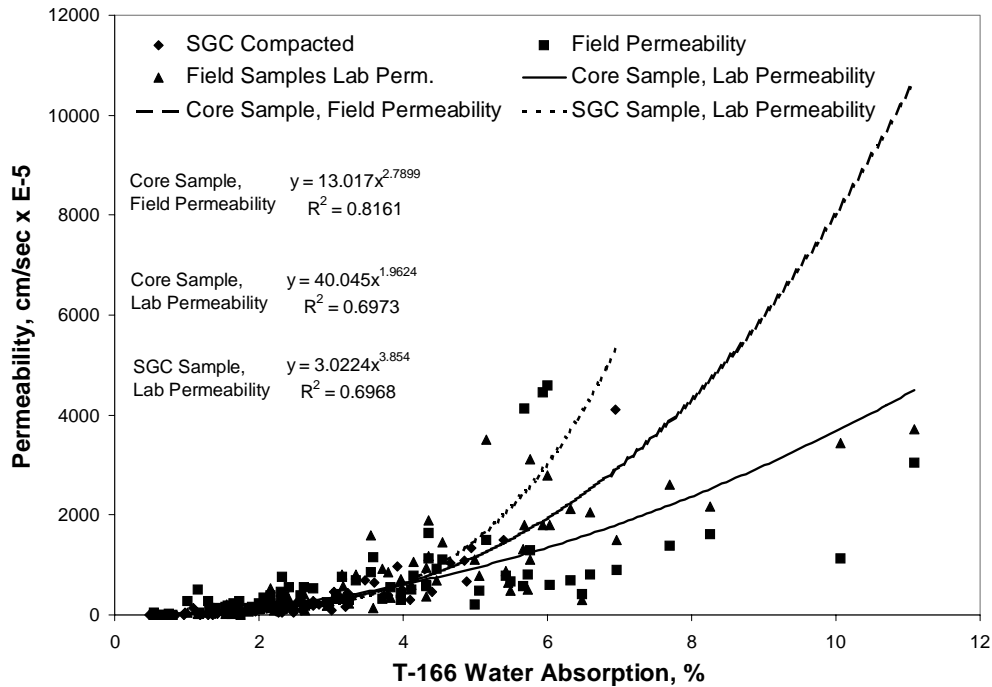 12000
10000
8000
6000
4000
2000
0
Permeability, cm/sec x E-5
SGC Compacted
Field Permeability
Field Samples Lab Perm.
Core Sample, Lab Permeability
Core Sample, Field Permeability
SGC Sample, Lab Permeability
Core Sample,
Field Permeability
y = 13.017x^2.7899
R^2 = 0.8161
Core Sample,
Lab Permeability
y = 40.045x^1.9624
R^2 = 0.6973
SGC Sample,
Lab Permeability
y = 3.0224x^3.854
R^2 = 0.6968
0 2 4 6 8 10 12
T-166 Water Absorption, %